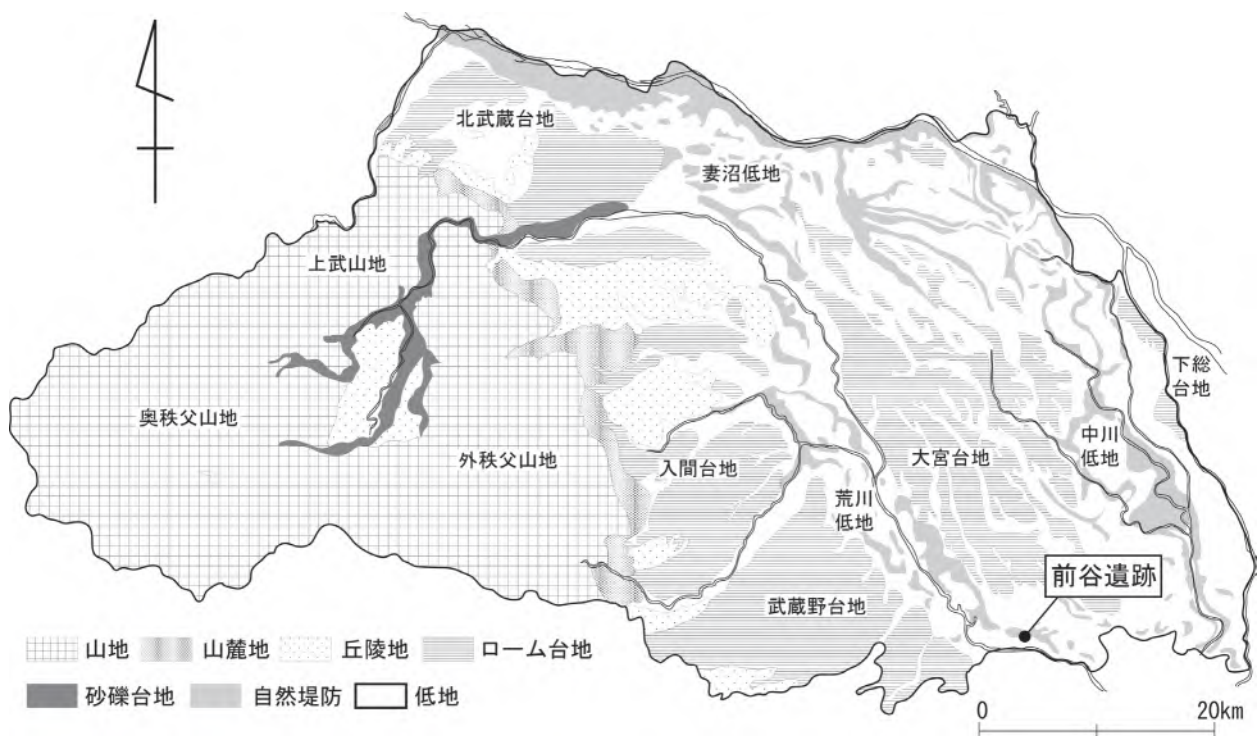 北武蔵台地
妻沼低地
上武山地
奥秩父山地
外秩父山地
入間台地
荒川
低地
大宮台地
中川
低地
下総
台地
武蔵野台地
前谷遺跡
山地
山麓地
丘陵地
ローム台地
砂礫台地
自然堤防
低地
0
20km